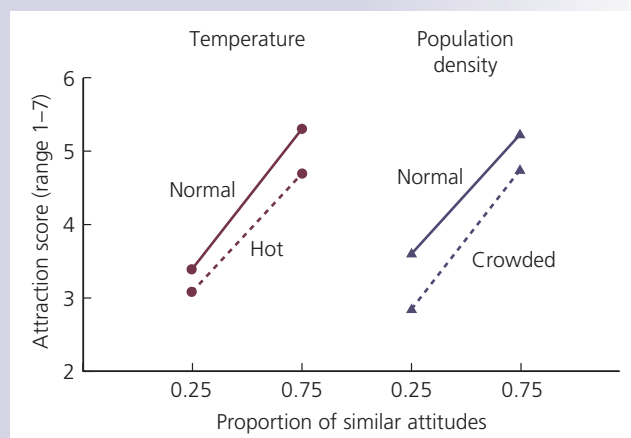 Temperature
Population
density
Attraction score (range 1–7)
6
5
4
3
2
Normal
Hot
Normal
Crowded
0.25 0.75 0.25 0.75
Proportion of similar attitudes